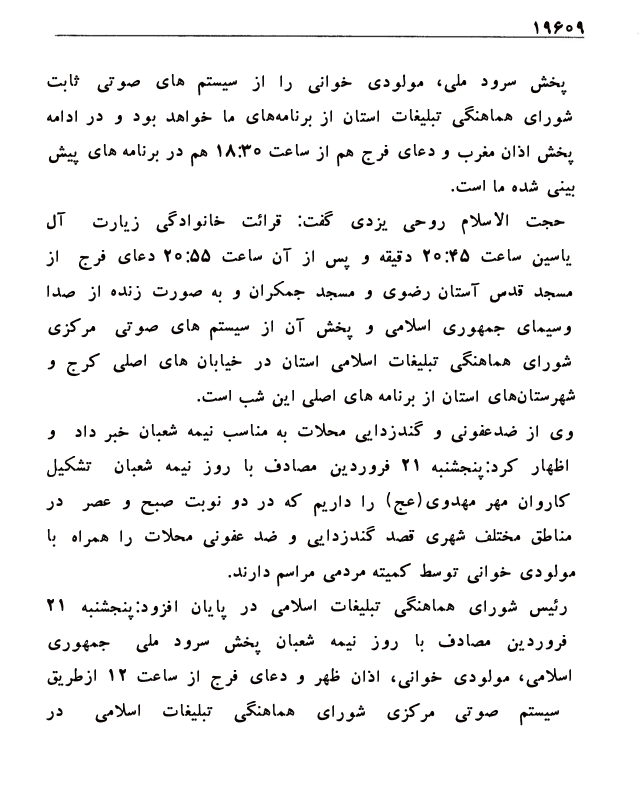 ۱۹۶۰۹
پخش سرود ملی، مولودی خوانی را از سیستم های صوتی ثابت
شورای هماهنگی تبلیغات استان از برنامه‌های ما خواهد بود و در ادامه
پخش اذان مغرب و دعای فرج هم از ساعت ۱۸:۳۰ هم در برنامه های پیش
بینی شده ما است.
حجت الاسلام روحی یزدی گفت: قرائت خانوادگی زیارت آل
یاسین ساعت ۲۰:۴۵ دقیقه و پس از آن ساعت ۲۰:۵۵ دعای فرج از
مسجد قدس آستان رضوی و مسجد جمکران و به صورت زنده از صدا
وسیمای جمهوری اسلامی و پخش آن از سیستم های صوتی مرکزی
شورای هماهنگی تبلیغات اسلامی استان در خیابان های اصلی کرج و
شهرستان‌های استان از برنامه های اصلی این شب است.
وی از ضدعفونی و گندزدایی محلات به مناسب نیمه شعبان خبر داد و
اظهار کرد:پنجشنبه ۲۱ فروردین مصادف با روز نیمه شعبان تشکیل
کاروان مهر مهدوی(عج) را داریم که در دو نوبت صبح و عصر در
مناطق مختلف شهری قصد گندزدایی و ضد عفونی محلات را همراه با
مولودی خوانی توسط کمیته مردمی مراسم دارند.
رئیس شورای هماهنگی تبلیغات اسلامی در پایان افزود:پنجشنبه ۲۱
فروردین مصادف با روز نیمه شعبان پخش سرود ملی جمهوری
اسلامی، مولودی خوانی، اذان ظهر و دعای فرج از ساعت ۱۲ ازطریق
سیستم صوتی مرکزی شورای هماهنگی تبلیغات اسلامی در